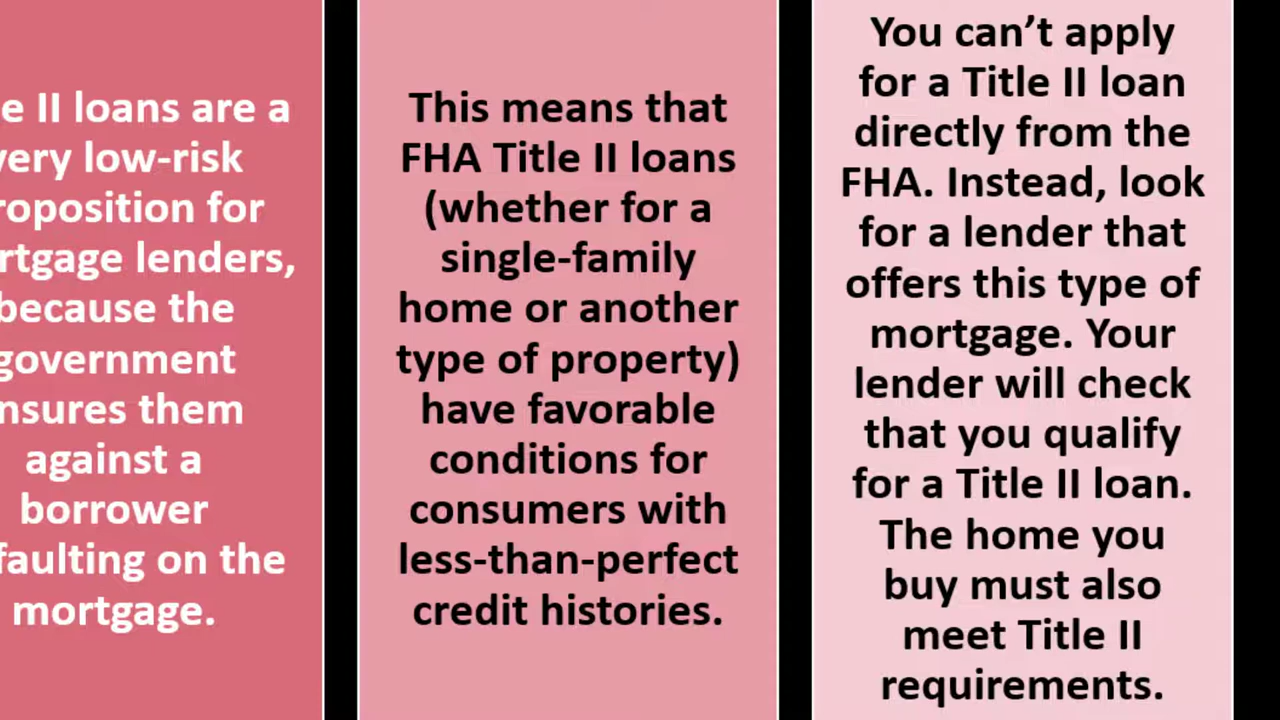 e II loans are a
very low-risk
roposition for
rtgage lenders,
because the
government
nsures them
against a
borrower
faulting on the
mortgage.
This means that
FHA Title II loans
(whether for a
single-family
home or another
type of property)
have favorable
conditions for
consumers with
less-than-perfect
credit histories.
You can’t apply
for a Title II loan
directly from the
FHA. Instead, look
for a lender that
offers this type of
mortgage. Your
lender will check
that you qualify
for a Title II loan.
The home you
buy must also
meet Title II
requirements.